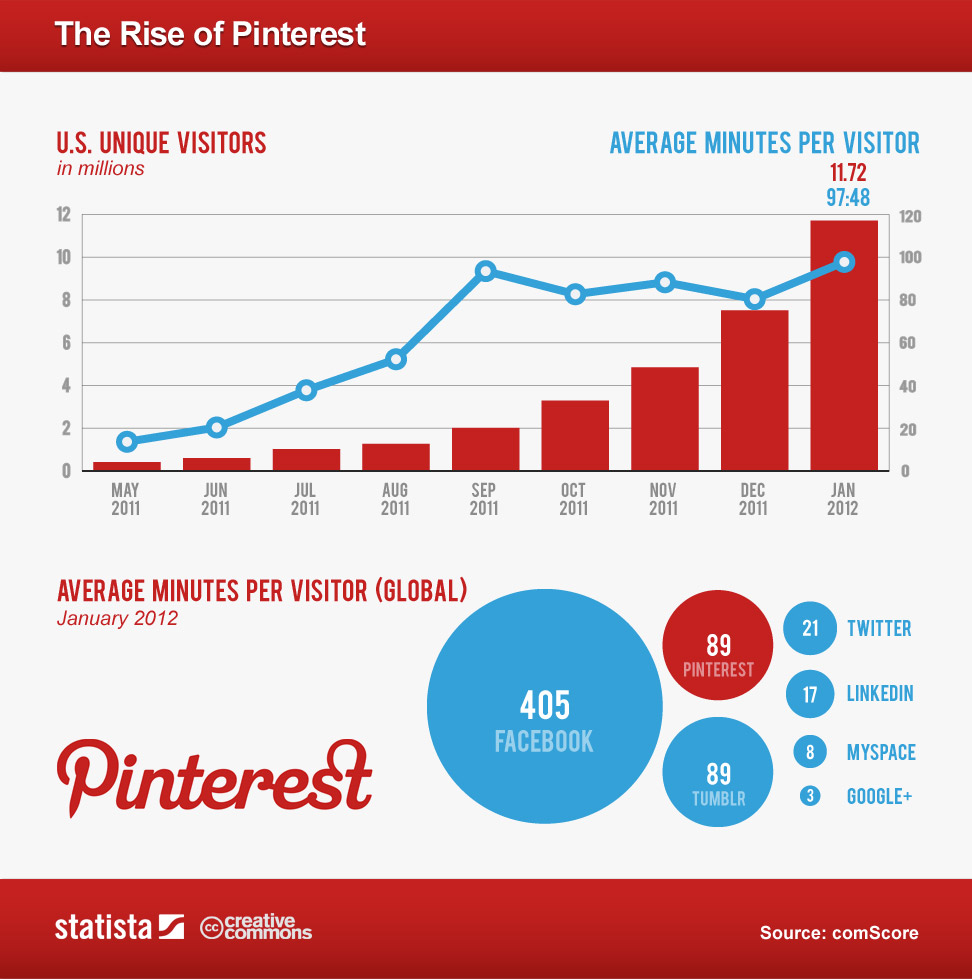 The Rise of Pinterest
U.S. UNIQUE VISITORS
in millions
AVERAGE MINUTES PER VISITOR
11.72
97:48
12
10
8
6
4
2
0
120
100
80
60
40
20
0
MAY
2011
JUN
2011
JUL
2011
AUG
2011
SEP
2011
OCT
2011
NOV
2011
DEC
2011
JAN
2012
AVERAGE MINUTES PER VISITOR (GLOBAL)
January 2012
405
FACEBOOK
89
PINTEREST
89
TUMBLR
21 TWITTER
17 LINKEDIN
8 MYSPACE
3 GOOGLE+
Pinterest
statista
cc creative
commons
Source: comScore